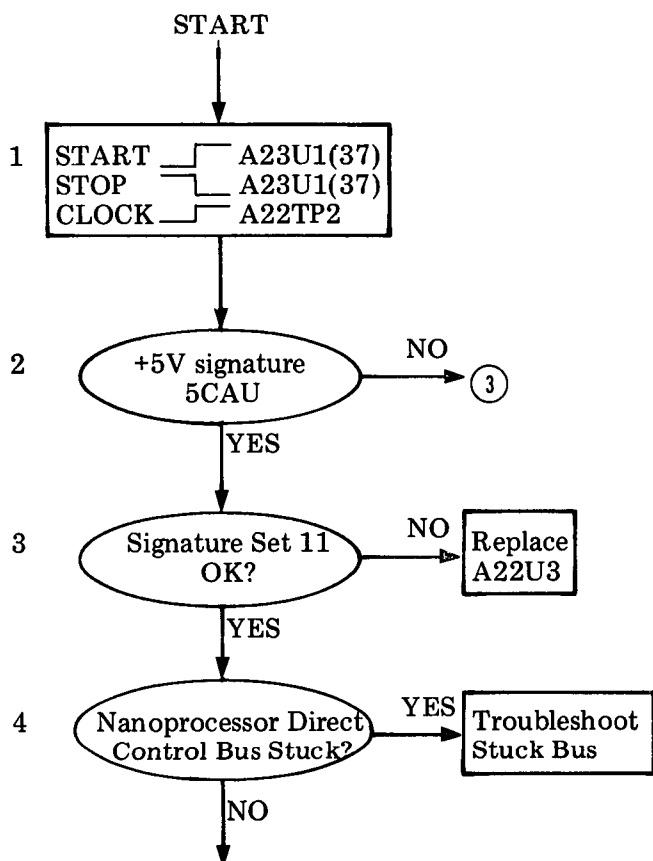 START
1
START A23U1(37)
STOP A23U1(37)
CLOCK A22TP2
2
+5V signature
5CAU
NO
3
YES
3
Signature Set 11
OK?
NO
Replace
A22U3
YES
4
Nanoprocessor Direct
Control Bus Stuck?
YES
Troubleshoot
Stuck Bus
NO